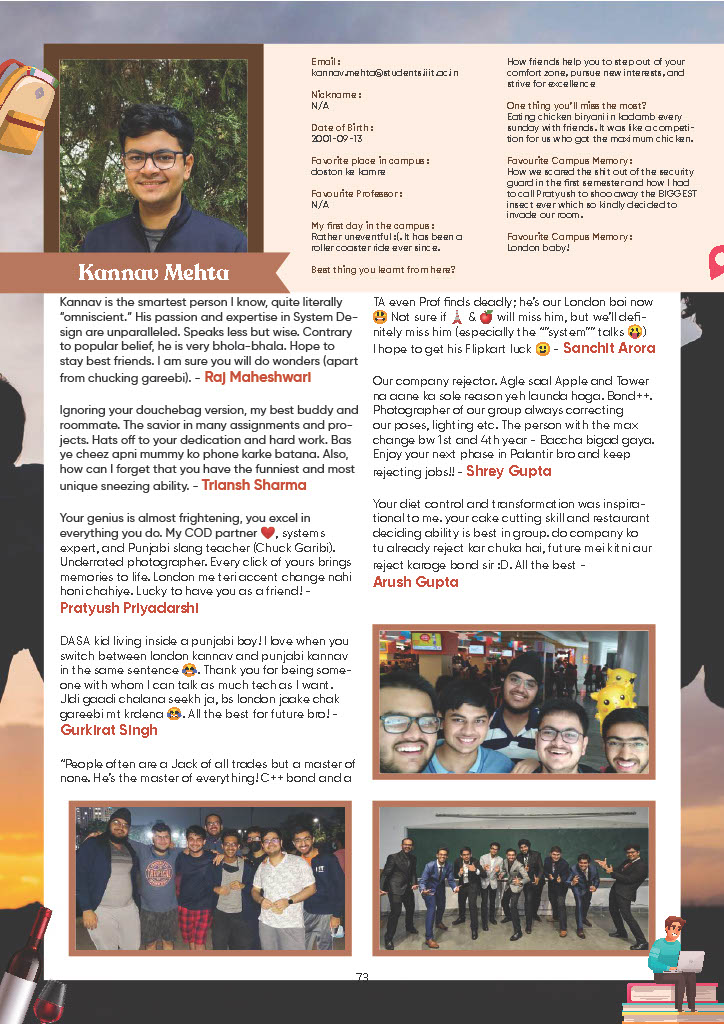 Kannav Mehta
Email :
kannav.mehta@students.iiit.ac.in
Nickname :
N/A
Date of Birth :
2001-09-13
Favorite place in campus :
doston ke kamre
Favourite Professor :
N/A
My first day in the campus :
Rather uneventful :(. It has been a
roller coaster ride ever since.
Best thing you learnt from here?
How friends help you to step out of your
comfort zone, pursue new interests, and
strive for excellence
One thing you'll miss the most?
Eating chicken biryani in kadamb every
sunday with friends. It was like a competi-
tion for us who got the maximum chicken.
Favourite Campus Memory :
How we scared the shit out of the security
guard in the first semester and how I had
to call Pratyush to shoo away the BIGGEST
insect ever which so kindly decided to
invade our room.
Favourite Campus Memory :
London baby!
Kannav is the smartest person I know, quite literally
"omniscient." His passion and expertise in System De-
sign are unparalleled. Speaks less but wise. Contrary
to popular belief, he is very bhola-bhala. Hope to
stay best friends. I am sure you will do wonders (apart
from chucking gareebi). - Raj Maheshwari
Ignoring your douchebag version, my best buddy and
roommate. The savior in many assignments and pro-
jects. Hats off to your dedication and hard work. Bas
ye cheez apni mummy ko phone karke batana. Also,
how can I forget that you have the funniest and most
unique sneezing ability. - Triansh Sharma
Your genius is almost frightening, you excel in
everything you do. My COD partner ❤️, systems
expert, and Punjabi slang teacher (Chuck Garibi).
Underrated photographer. Every click of yours brings
memories to life. London me teri accent change nahi
honi chahiye. Lucky to have you as a friend! -
Pratyush Priyadarshi
DASA kid living inside a punjabi boy! I love when you
switch between london kannav and punjabi kannav
in the same sentence 😂. Thank you for being some-
one with whom I can talk as much tech as I want.
Jldi gaadi chalana seekh ja, bs london jaake chak
gareebi mt krdena 😂. All the best for future bro! -
Gurkirat Singh
"People often are a Jack of all trades but a master of
none. He's the master of everything! C++ bond and a
TA even Prof finds deadly; he's our London boi now
😃 Not sure if 🗼 & 🍎 will miss him, but we'll defi-
nitely miss him (especially the ""system"" talks 😝)
I hope to get his Flipkart luck 😃 - Sanchit Arora
Our company rejector. Agle saal Apple and Tower
na aane ka sole reason yeh launda hoga. Bond++.
Photographer of our group always correcting
our poses, lighting etc. The person with the max
change bw 1st and 4th year - Baccha bigad gaya.
Enjoy your next phase in Palantir bro and keep
rejecting jobs!! - Shrey Gupta
Your diet control and transformation was inspira-
tional to me. your cake cutting skill and restaurant
deciding ability is best in group. do company ko
tu already reject kar chuka hai, future mei kitni aur
reject karoge bond sir :D. All the best -
Arush Gupta
73